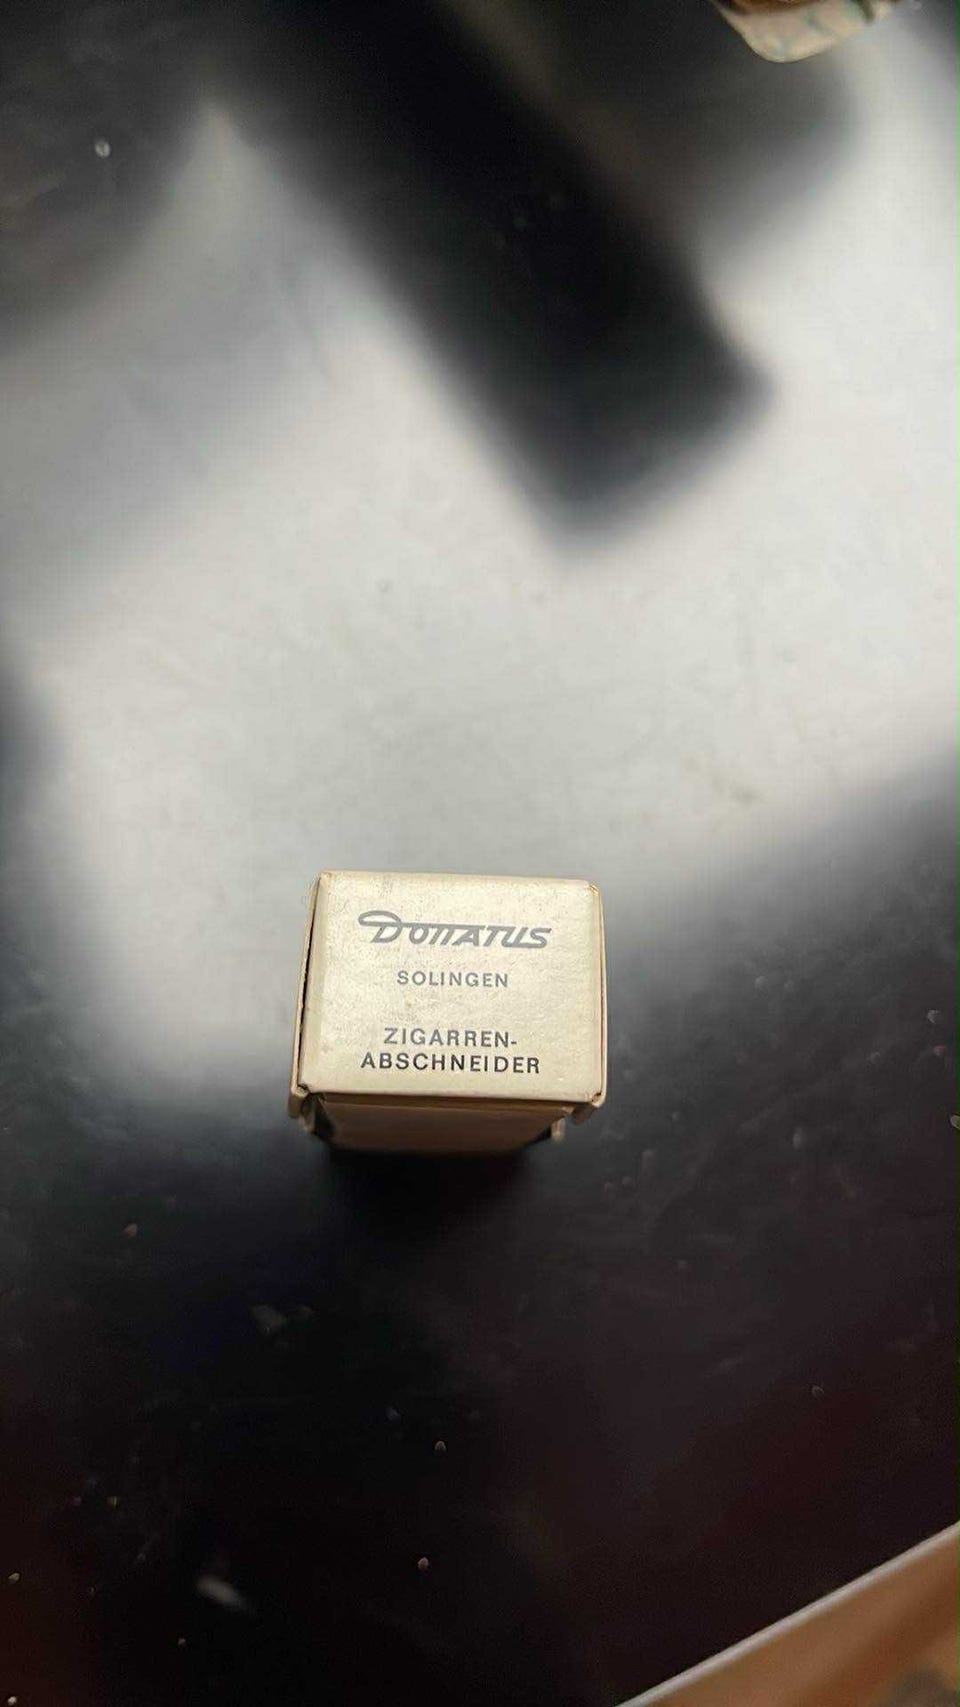 Donatus
SOLINGEN
ZIGARREN-
ABSCHNEIDER